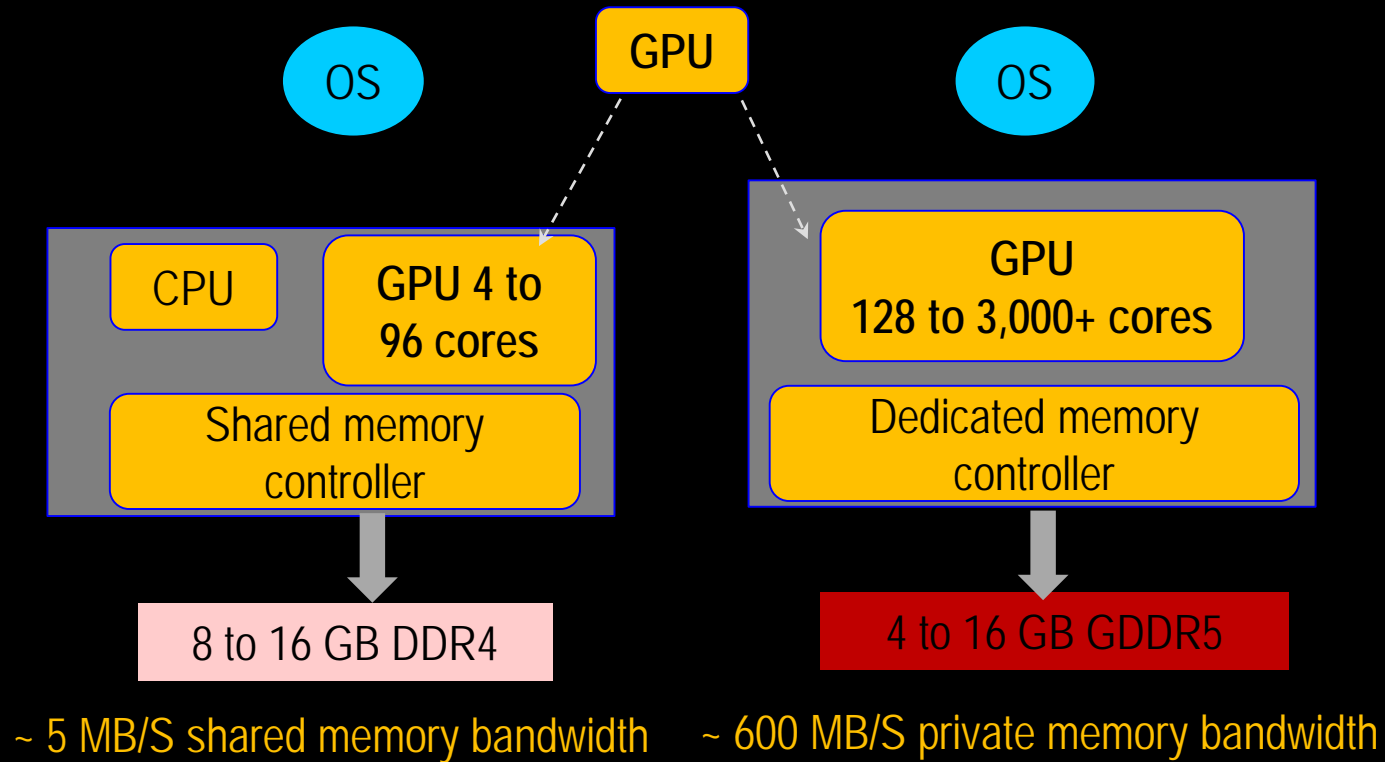 GPU
OS
OS
CPU
GPU 4 to
96 cores
Shared memory
controller
8 to 16 GB DDR4
~ 5 MB/S shared memory bandwidth
GPU
128 to 3,000+ cores
Dedicated memory
controller
4 to 16 GB GDDR5
~ 600 MB/S private memory bandwidth